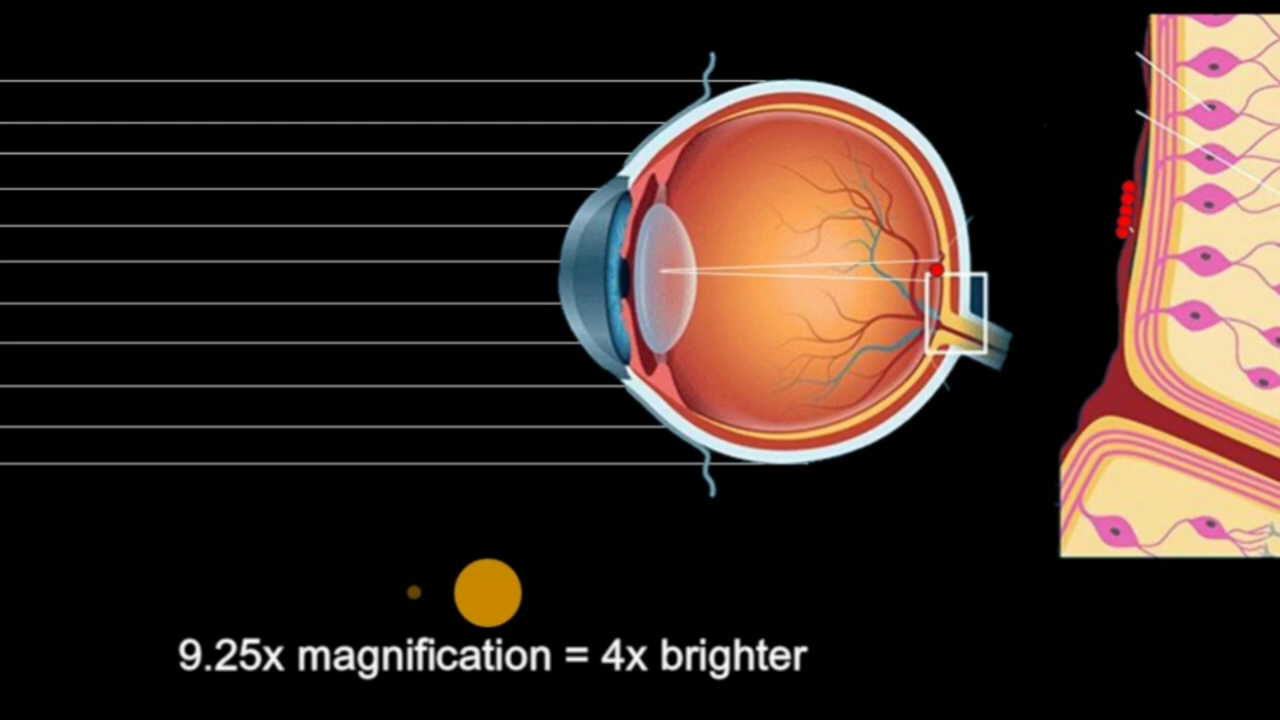 9.25x magnification = 4x brighter